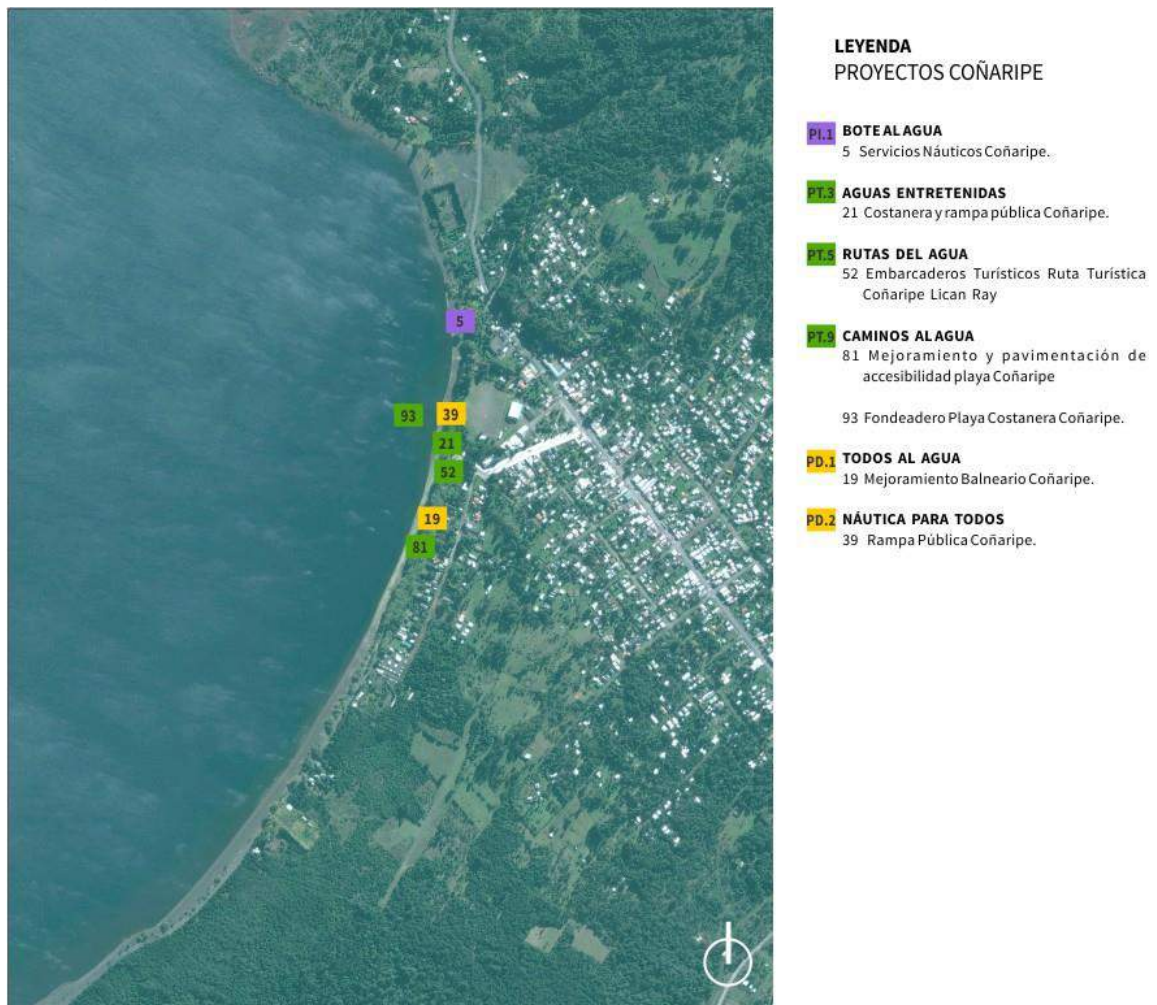 LEYENDA
PROYECTOS COÑARIPE
PI.1 BOTE AL AGUA
5 Servicios Náuticos Coñaripe.
PT.3 AGUAS ENTRETENIDAS
21 Costanera y rampa pública Coñaripe.
PT.5 RUTAS DEL AGUA
52 Embarcaderos Turísticos Ruta Turística
Coñaripe Lican Ray
PT.9 CAMINOS AL AGUA
81 Mejoramiento y pavimentación de
accesibilidad playa Coñaripe
93 Fondeadero Playa Costanera Coñaripe.
PD.1 TODOS AL AGUA
19 Mejoramiento Balneario Coñaripe.
PD.2 NÁUTICA PARA TODOS
39 Rampa Pública Coñaripe.
5
93 39
21
52
19
81